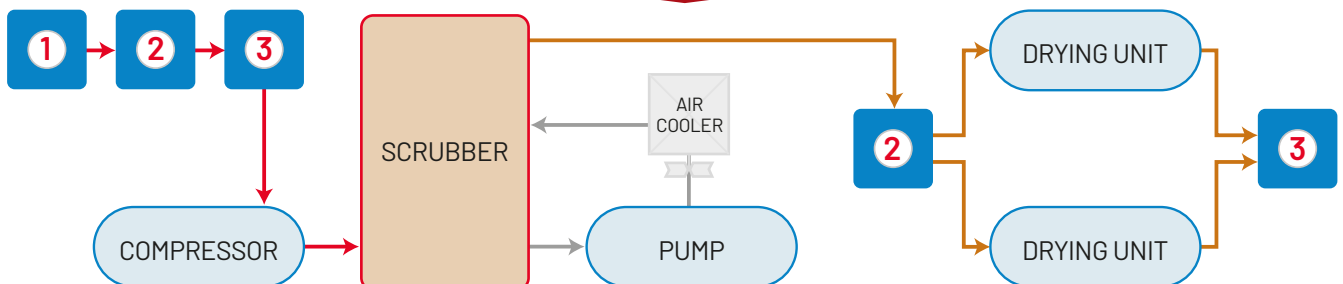 1
2
3
SCRUBBER
AIR
COOLER
COMPRESSOR
PUMP
2
DRYING UNIT
DRYING UNIT
3